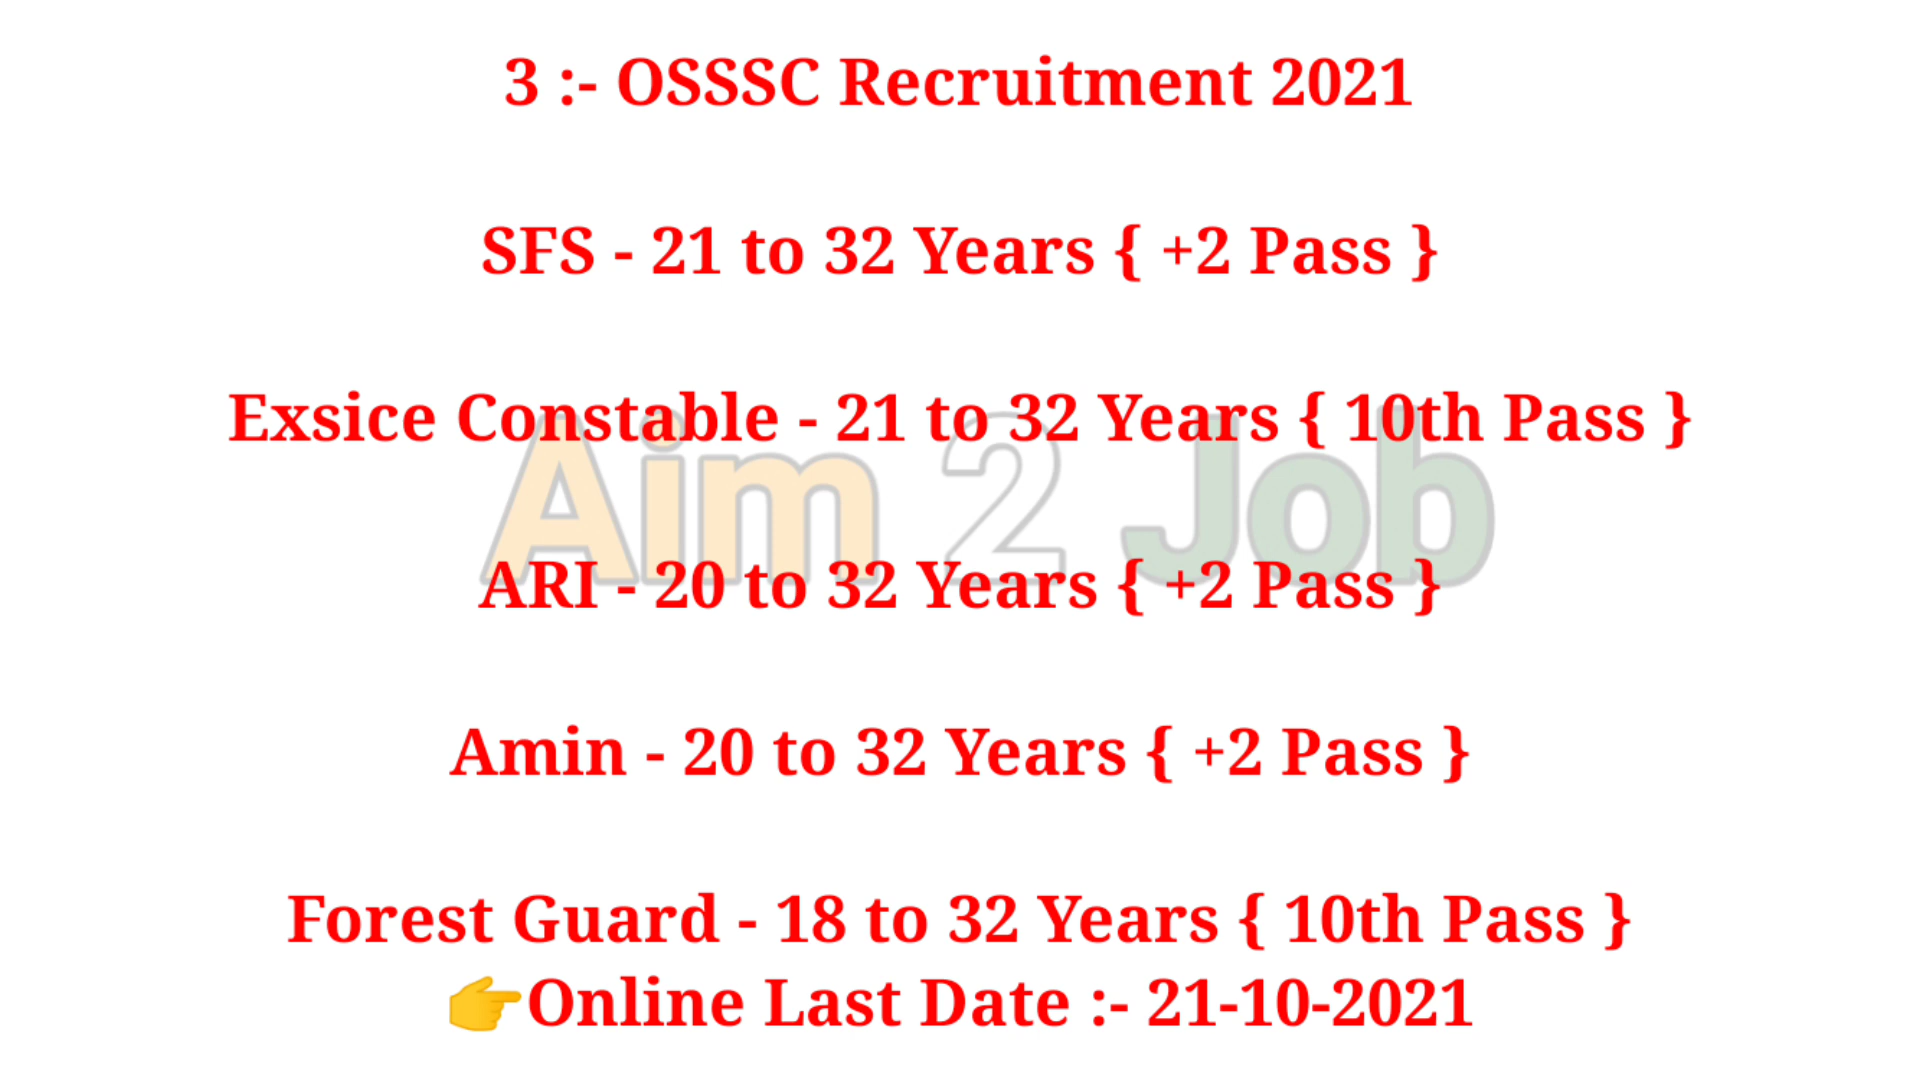 3 :- OSSSC Recruitment 2021
SFS - 21 to 32 Years { +2 Pass }
Exsice Constable - 21 to 32 Years { 10th Pass }
Aim 2 Job
ARI - 20 to 32 Years { +2 Pass }
Amin - 20 to 32 Years { +2 Pass }
Forest Guard - 18 to 32 Years { 10th Pass }
👉Online Last Date :- 21-10-2021